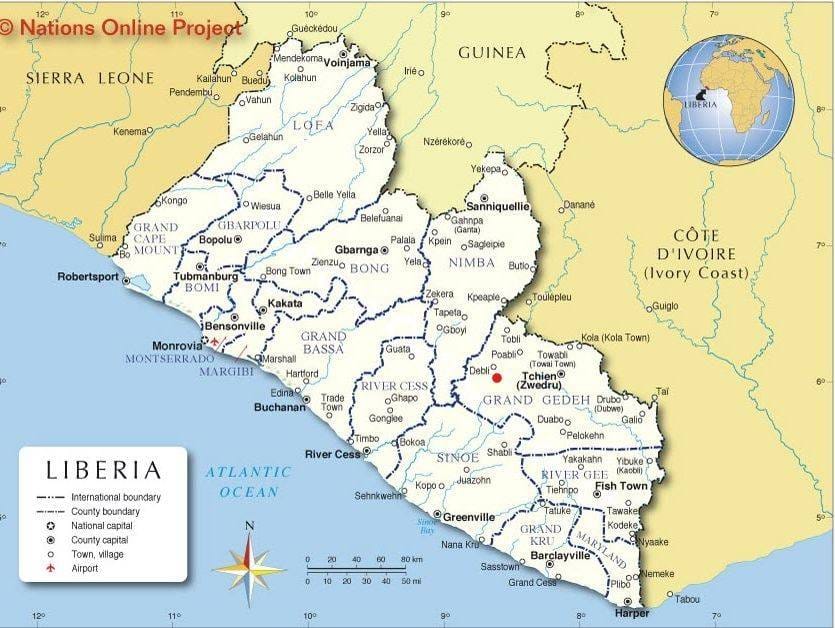 © Nations Online Project
12°
10°
7°
Guéckédou
Mendekoma
Voinjama
GUINEA
SIERRA LEONE
Kailahun
Buedu
Kolahun
Irié
Pendembu
Vahun
Zigida
LIBERIA
8°
LOFA
Kenema
Gelahun
Yella
Zorzor
Nzérékoré
Yekepa
Kongo
Wiesua
Belle Yella
Sanniquellie
Danané
GRAND
CAPE
MOUNT
GBARPOLU
Belefuanai
Gahnpa
(Ganta)
Sulima
Bo
Bopolu
Gbarnga
Palala
Kpein
Sagleipie
CÔTE
D'IVOIRE
(Ivory Coast)
7°
Zienzu
Yela
NIMBA
Butlo
Robertsport
Tubmanburg
BOMI
Bong Town
BONG
Zekera
Kpeaple
Toulépleu
Guiglo
Kakata
Bensonville
Tapeta
Gboyi
Tobli
Kola (Kola Town)
Monrovia
MONTSERRADO
MARGIBI
Marshall
GRAND
BASSA
Guata
Poabli
Towabli
(Towai Town)
Debli
Tchien
(Zwedru)
Hartford
Edina
Buchanan
Trade
Town
RIVER CESS
Ghapo
Gonglee
GRAND GEDEH
Drubo
(Dubwe)
Taï
6°
Duabo
Galio
Pelokehn
Timbo
Bokoa
River Cess
SINOE
Shabli
Juazohn
Kopo
Sehnkwehn
Yakakahn
Yibuke
(Kaobli)
RIVER GEE
Tiehnpo
Fish Town
Greenville
Sinoe
Bay
Tatuke
Tawake
Kodeke
Nyaake
GRAND
KRU
MARYLAND
Nana Kru
Sasstown
Barclayville
Grand Cess
Nemeke
Plibo
Harper
Tabou
ATLANTIC
OCEAN
LIBERIA
International boundary
County boundary
National capital
County capital
Town, village
Airport
N
0 20 40 60 80 km
0 10 20 30 40 50 mi
5°
12°
11°
10°
9°
8°
7°